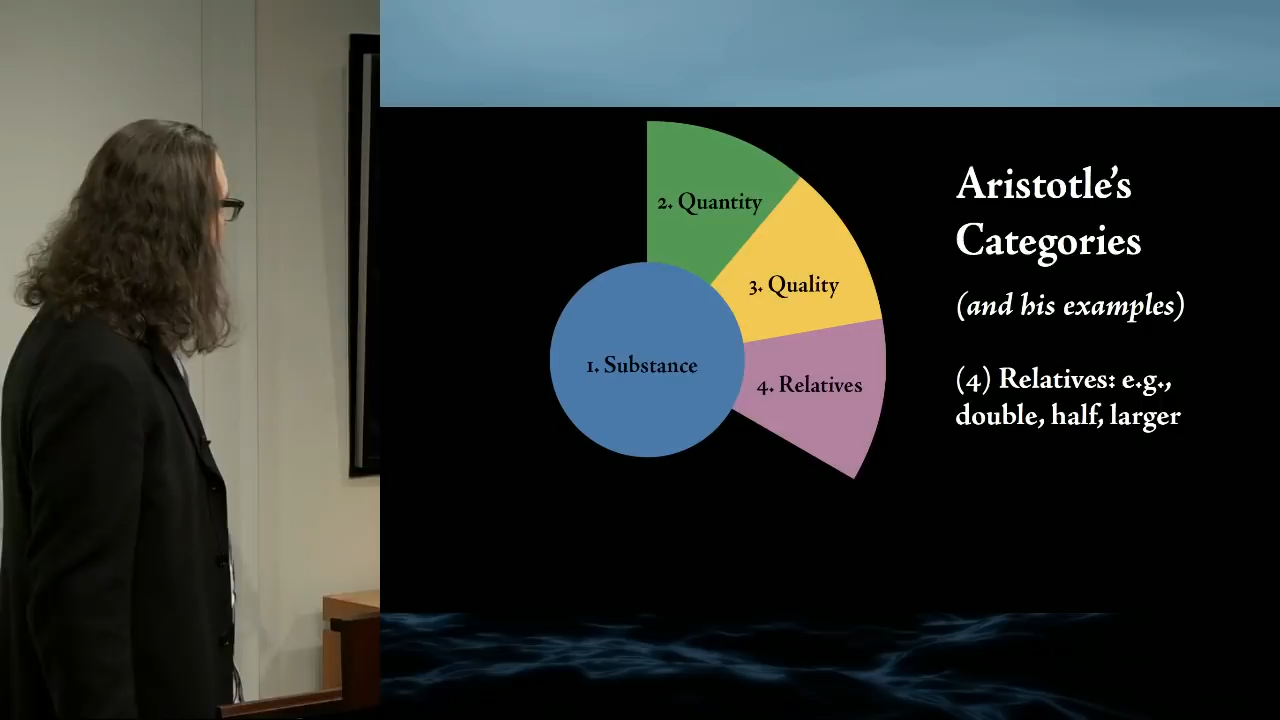 2. Quantity
3. Quality
1. Substance
4. Relatives
Aristotle's
Categories
(and his examples)
(4) Relatives: e.g.,
double, half, larger